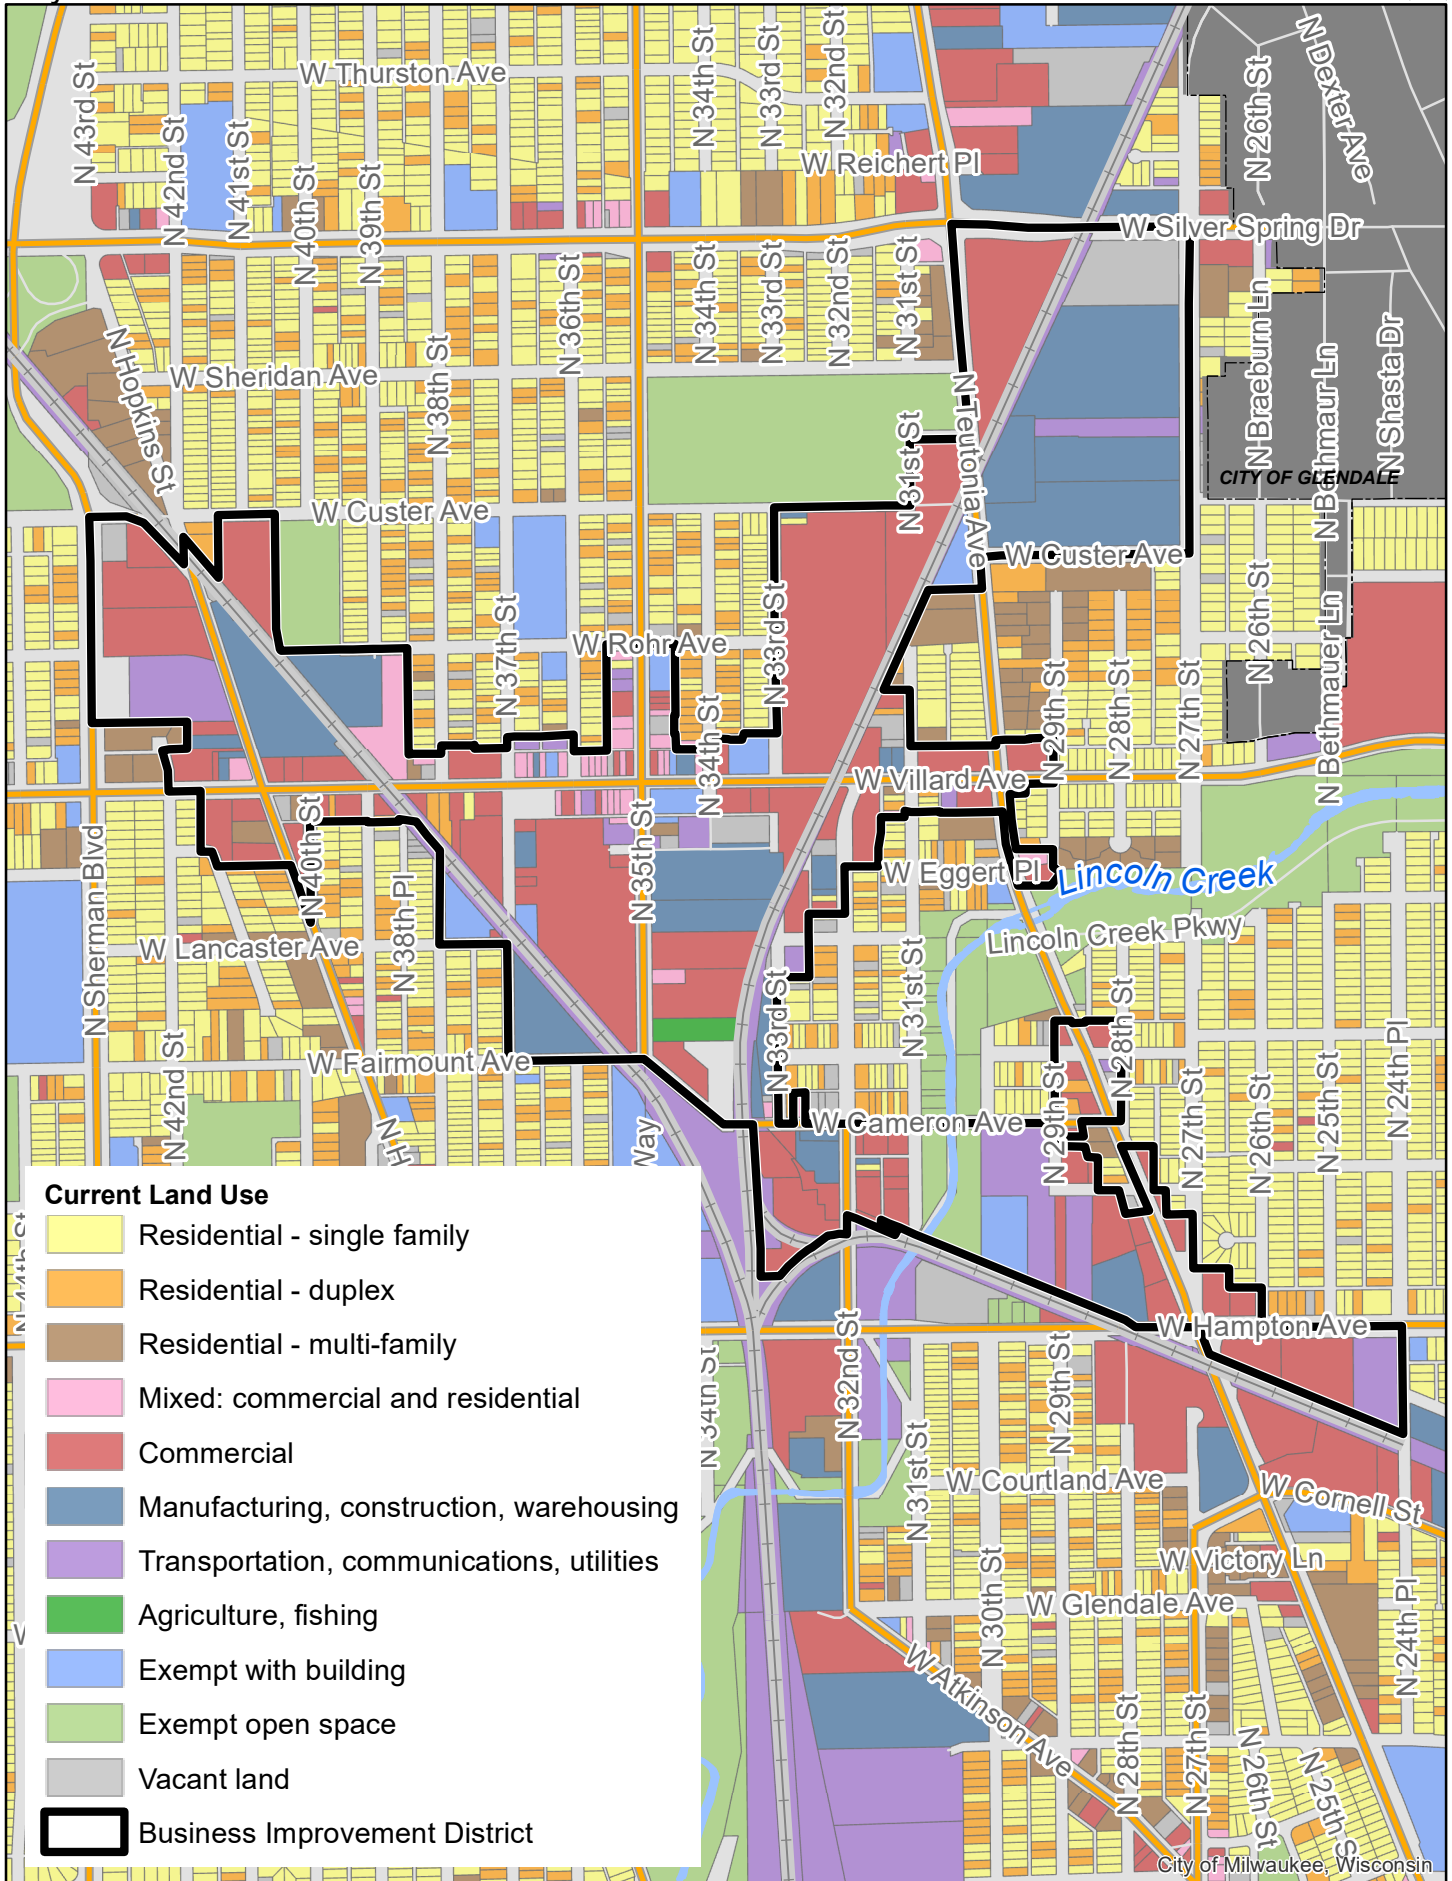 W Thurston Ave
N 43rd St
N 42nd St
N 41st St
N 40th St
N 39th St
N 34th St
N 33rd St
N 32nd St
W Reichert Pl
N 26th St
N Dexter Ave
W Silver Spring Dr
N Hopkins St
W Sheridan Ave
N 38th St
N 36th St
N 34th St
N 33rd St
N 32nd St
N 31st St
N Teutonia Ave
N Braeburn Ln
N Bethmaur Ln
N Shasta Dr
CITY OF GLENDALE
N 31st St
W Custer Ave
W Custer Ave
N 37th St
W Rohr Ave
N 33rd St
N 34th St
N 29th St
N 28th St
N 27th St
N 26th St
N Bethmauer Ln
W Villard Ave
N Sherman Blvd
N 40th St
N 38th Pl
N 35th St
W Eggert Pl
Lincoln Creek
Lincoln Creek Pkwy
W Lancaster Ave
N 42nd St
W Fairmount Ave
N 33rd St
N 31st St
N 28th St
N 29th St
N 27th St
N 26th St
N 25th St
N 24th Pl
W Cameron Ave
N H
Way
N 44th St
Current Land Use
Residential - single family
Residential - duplex
Residential - multi-family
Mixed: commercial and residential
Commercial
Manufacturing, construction, warehousing
Transportation, communications, utilities
Agriculture, fishing
Exempt with building
Exempt open space
Vacant land
Business Improvement District
W Hampton Ave
N 34th St
N 32nd St
N 31st St
N 29th St
W Courtland Ave
W Cornell St
W Victory Ln
W Glendale Ave
N 30th St
N 24th Pl
W Atkinson Ave
N 28th St
N 27th St
N 26th St
N 25th S
City of Milwaukee, Wisconsin